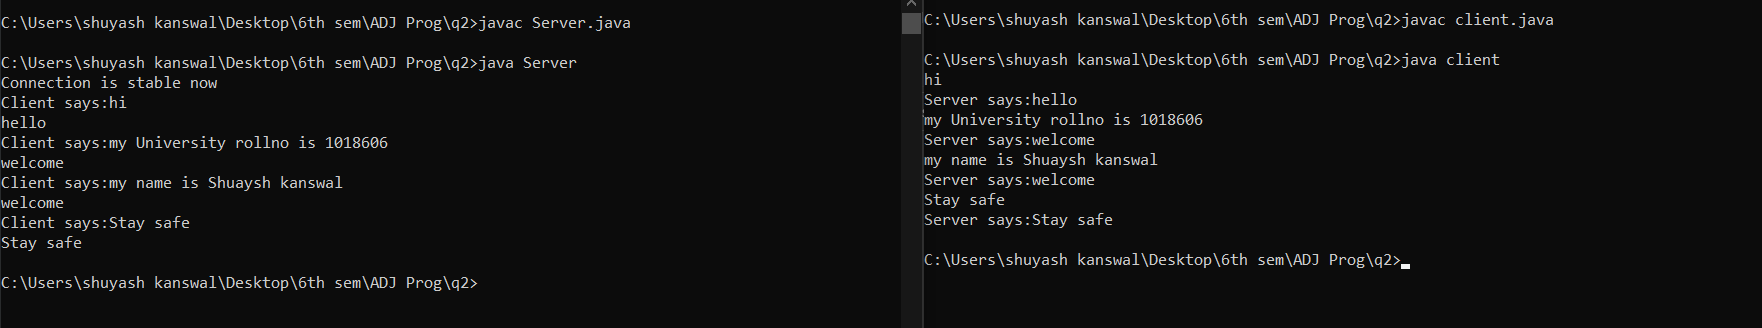 C:\Users\shuyash kanswal\Desktop\6th sem\ADJ Prog\q2>javac Server.java
C:\Users\shuyash kanswal\Desktop\6th sem\ADJ Prog\q2>java Server
Connection is stable now
Client says:hi
hello
Client says:my University rollno is 1018606
welcome
Client says:my name is Shuaysh kanswal
welcome
Client says:Stay safe
Stay safe
C:\Users\shuyash kanswal\Desktop\6th sem\ADJ Prog\q2>
C:\Users\shuyash kanswal\Desktop\6th sem\ADJ Prog\q2>javac client.java
C:\Users\shuyash kanswal\Desktop\6th sem\ADJ Prog\q2>java client
hi
Server says:hello
my University rollno is 1018606
Server says:welcome
my name is Shuaysh kanswal
Server says:welcome
Stay safe
Server says:Stay safe
C:\Users\shuyash kanswal\Desktop\6th sem\ADJ Prog\q2>